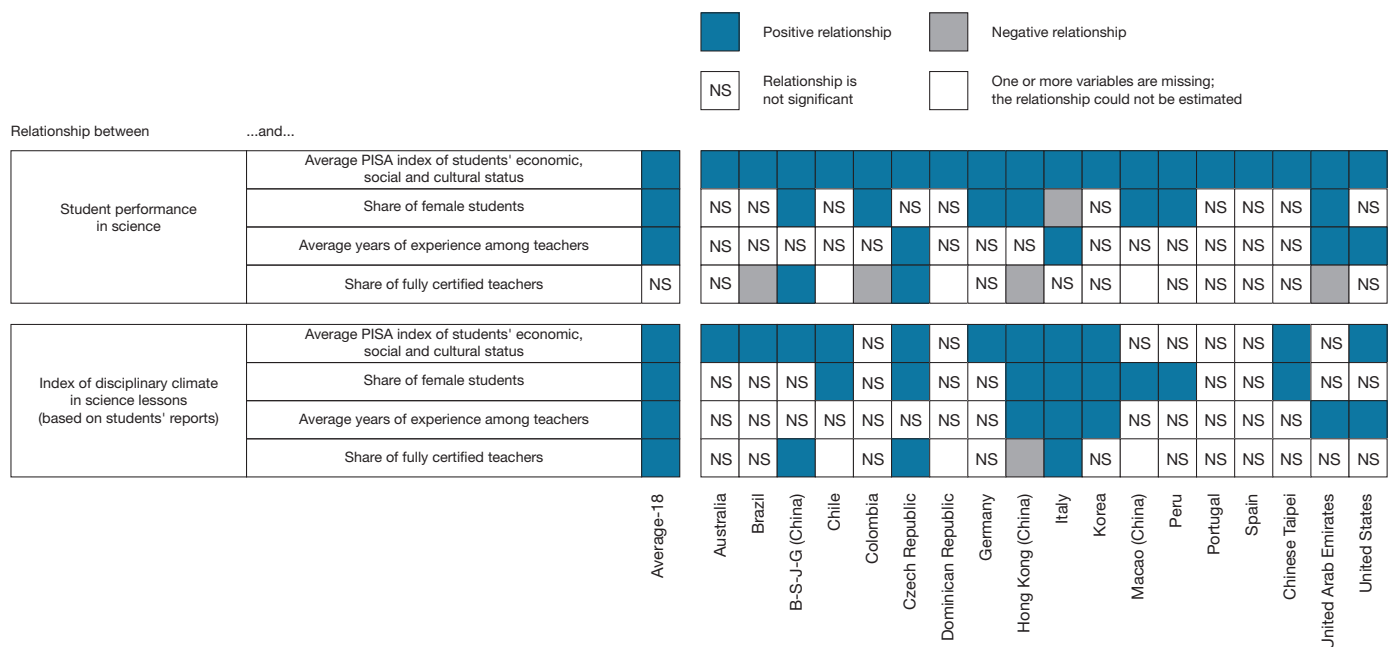 Positive relationship
Negative relationship
NS
Relationship is
not significant
One or more variables are missing;
the relationship could not be estimated
Relationship between
...and...
Student performance
in science
Average PISA index of students' economic,
social and cultural status
Share of female students
NS NS NS NS NS NS NS NS NS NS
Average years of experience among teachers
NS NS NS NS NS NS NS NS NS NS NS NS NS NS
Share of fully certified teachers
NS NS NS NS NS NS NS NS NS NS
Index of disciplinary climate
in science lessons
(based on students' reports)
Average PISA index of students' economic,
social and cultural status
NS NS NS NS NS NS NS
Share of female students
NS NS NS NS NS NS NS NS NS NS
Average years of experience among teachers
NS NS NS NS NS NS NS NS NS NS NS NS NS
Share of fully certified teachers
NS NS NS NS NS NS NS NS NS NS NS
Average-18
Australia
Brazil
B-S-J-G (China)
Chile
Colombia
Czech Republic
Dominican Republic
Germany
Hong Kong (China)
Italy
Korea
Macao (China)
Peru
Portugal
Spain
Chinese Taipei
United Arab Emirates
United States